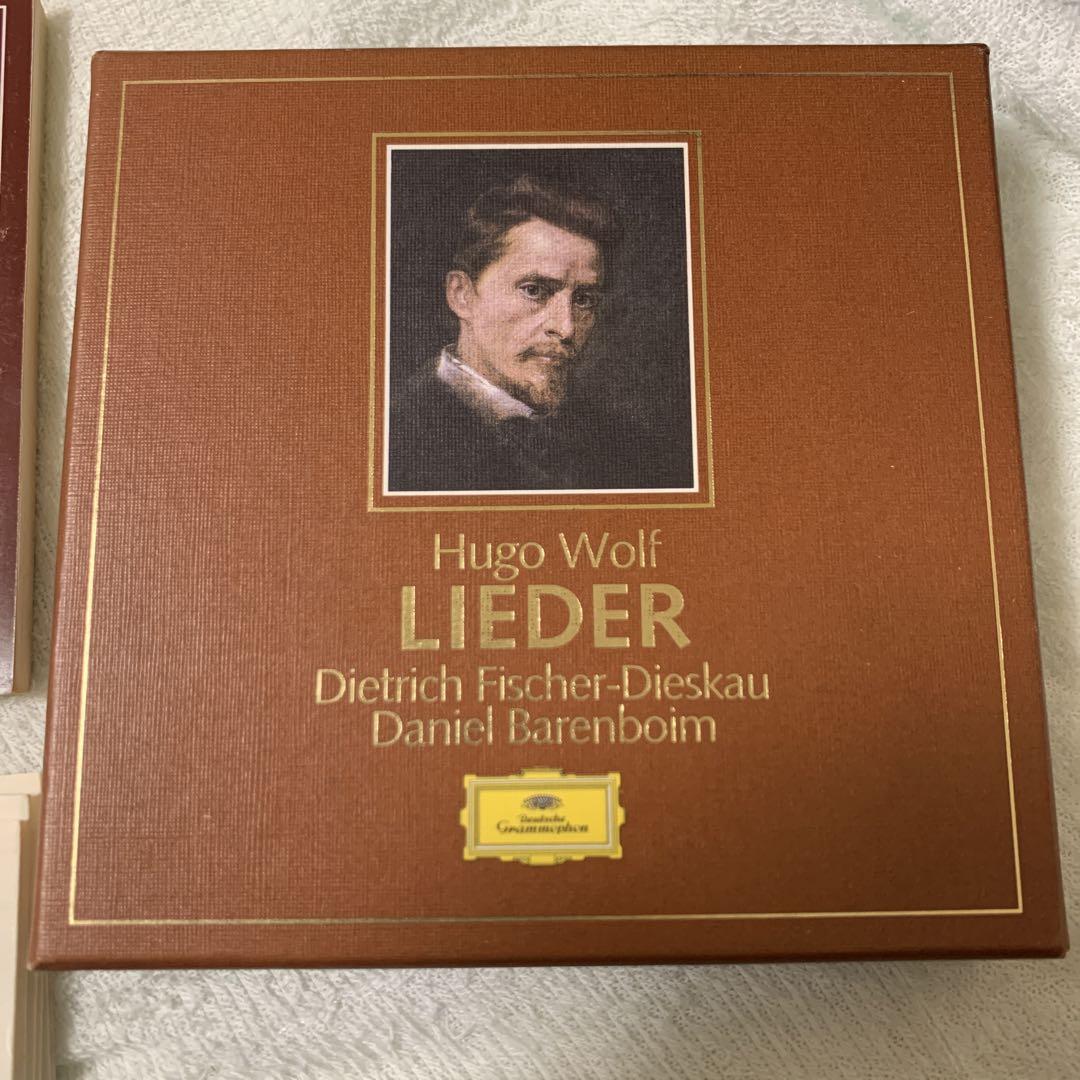 Hugo Wolf
LIEDER
Dietrich Fischer-Dieskau
Daniel Barenboim
Deutsche
Grammophon